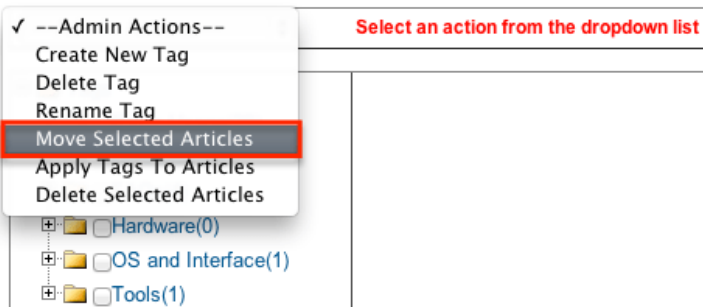 ✓ --Admin Actions--
Select an action from the dropdown list
Create New Tag
Delete Tag
Rename Tag
Move Selected Articles
Apply Tags To Articles
Delete Selected Articles
Hardware(0)
OS and Interface(1)
Tools(1)